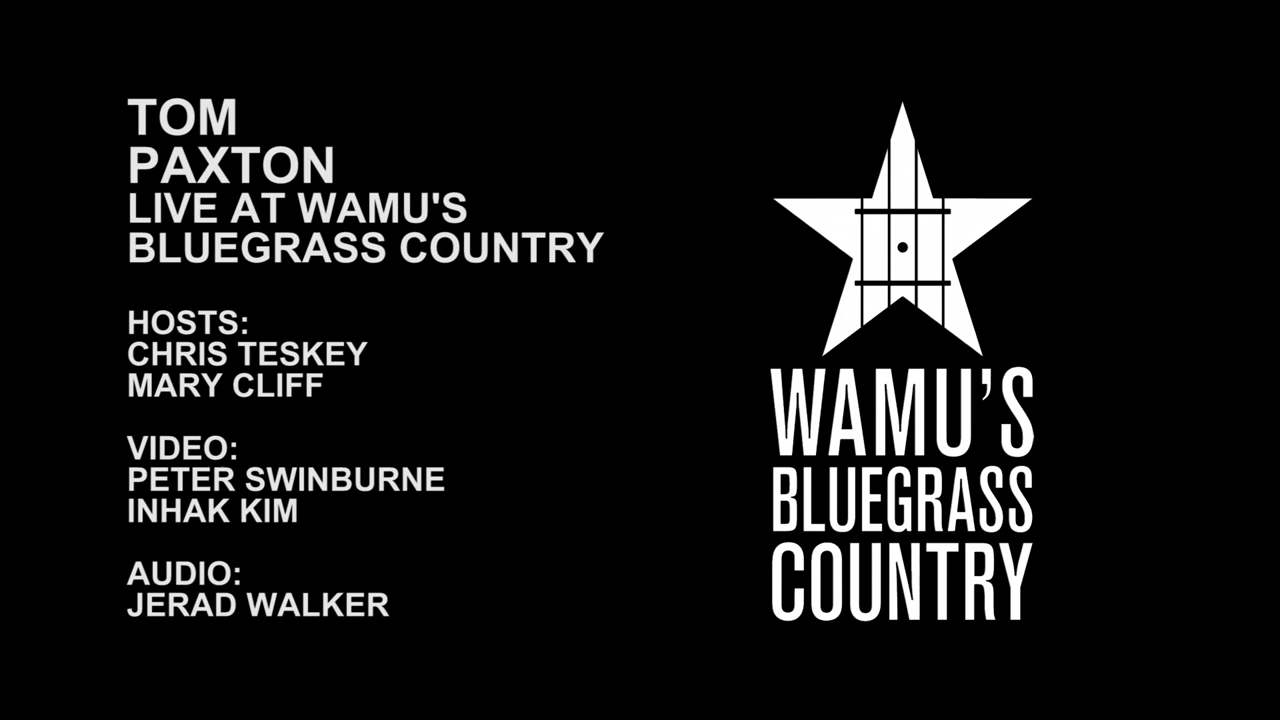 TOM
PAXTON
LIVE AT WAMU'S
BLUEGRASS COUNTRY
HOSTS:
CHRIS TESKEY
MARY CLIFF
VIDEO:
PETER SWINBURNE
INHAK KIM
AUDIO:
JERAD WALKER
WAMU'S
BLUEGRASS
COUNTRY